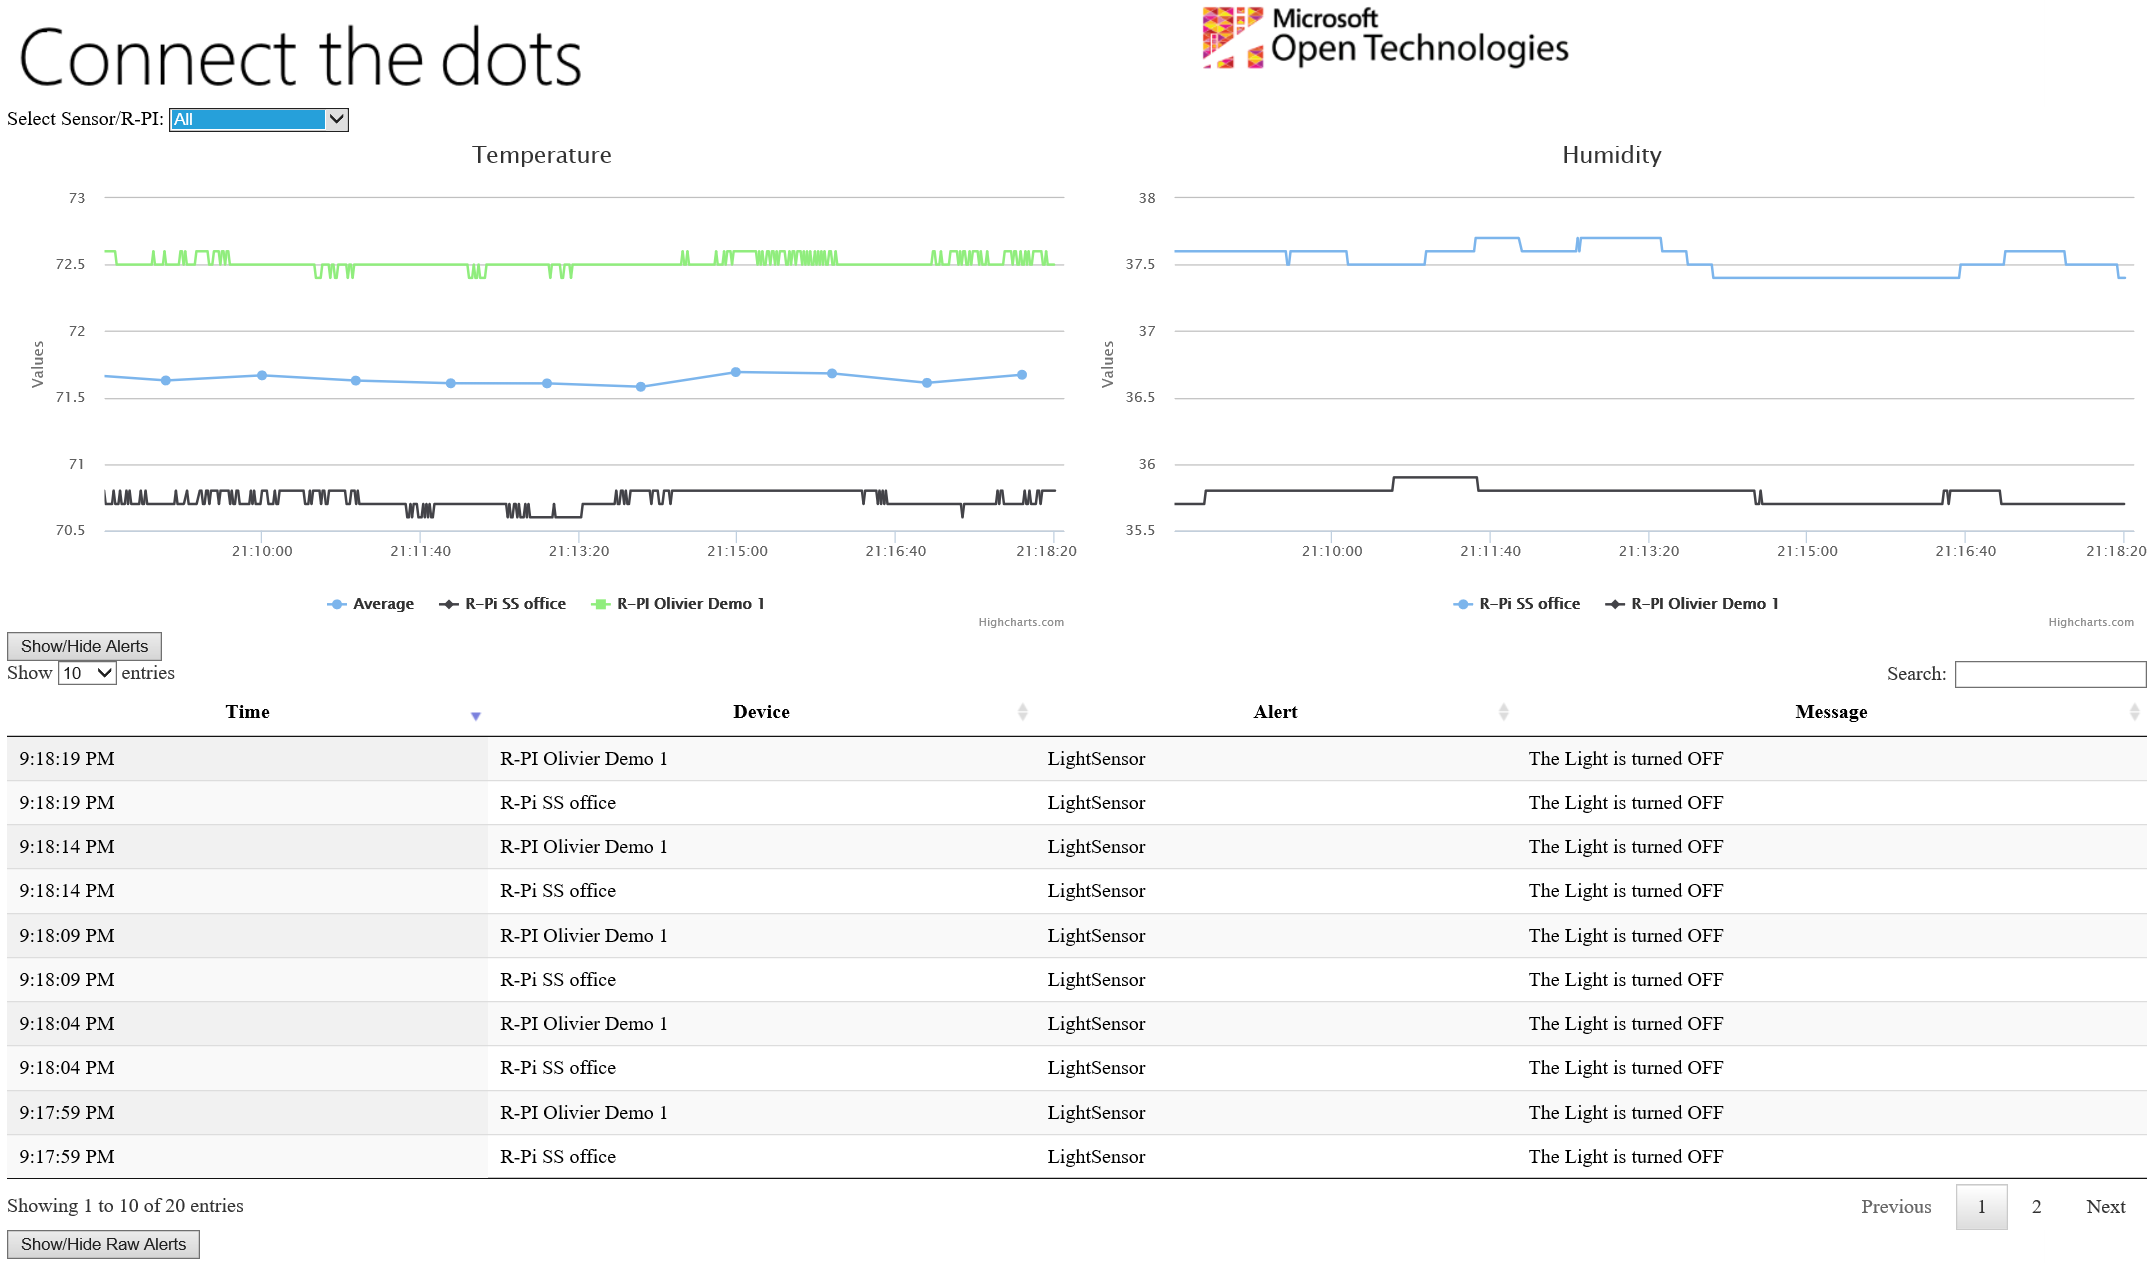 Connect the dots
Microsoft
Open Technologies
Select Sensor/R-PI: All
Temperature
73
72.5
72
71.5
71
70.5
Values
21:10:00 21:11:40 21:13:20 21:15:00 21:16:40 21:18:20
Average R-Pi SS office R-PI Olivier Demo 1
Highcharts.com
Humidity
38
37.5
37
36.5
36
35.5
Values
21:10:00 21:11:40 21:13:20 21:15:00 21:16:40 21:18:20
R-Pi SS office R-PI Olivier Demo 1
Highcharts.com
Show/Hide Alerts
Show 10 entries Search:
Time Device Alert Message
9:18:19 PM R-PI Olivier Demo 1 LightSensor The Light is turned OFF
9:18:19 PM R-Pi SS office LightSensor The Light is turned OFF
9:18:14 PM R-PI Olivier Demo 1 LightSensor The Light is turned OFF
9:18:14 PM R-Pi SS office LightSensor The Light is turned OFF
9:18:09 PM R-PI Olivier Demo 1 LightSensor The Light is turned OFF
9:18:09 PM R-Pi SS office LightSensor The Light is turned OFF
9:18:04 PM R-PI Olivier Demo 1 LightSensor The Light is turned OFF
9:18:04 PM R-Pi SS office LightSensor The Light is turned OFF
9:17:59 PM R-PI Olivier Demo 1 LightSensor The Light is turned OFF
9:17:59 PM R-Pi SS office LightSensor The Light is turned OFF
Showing 1 to 10 of 20 entries Previous 1 2 Next
Show/Hide Raw Alerts